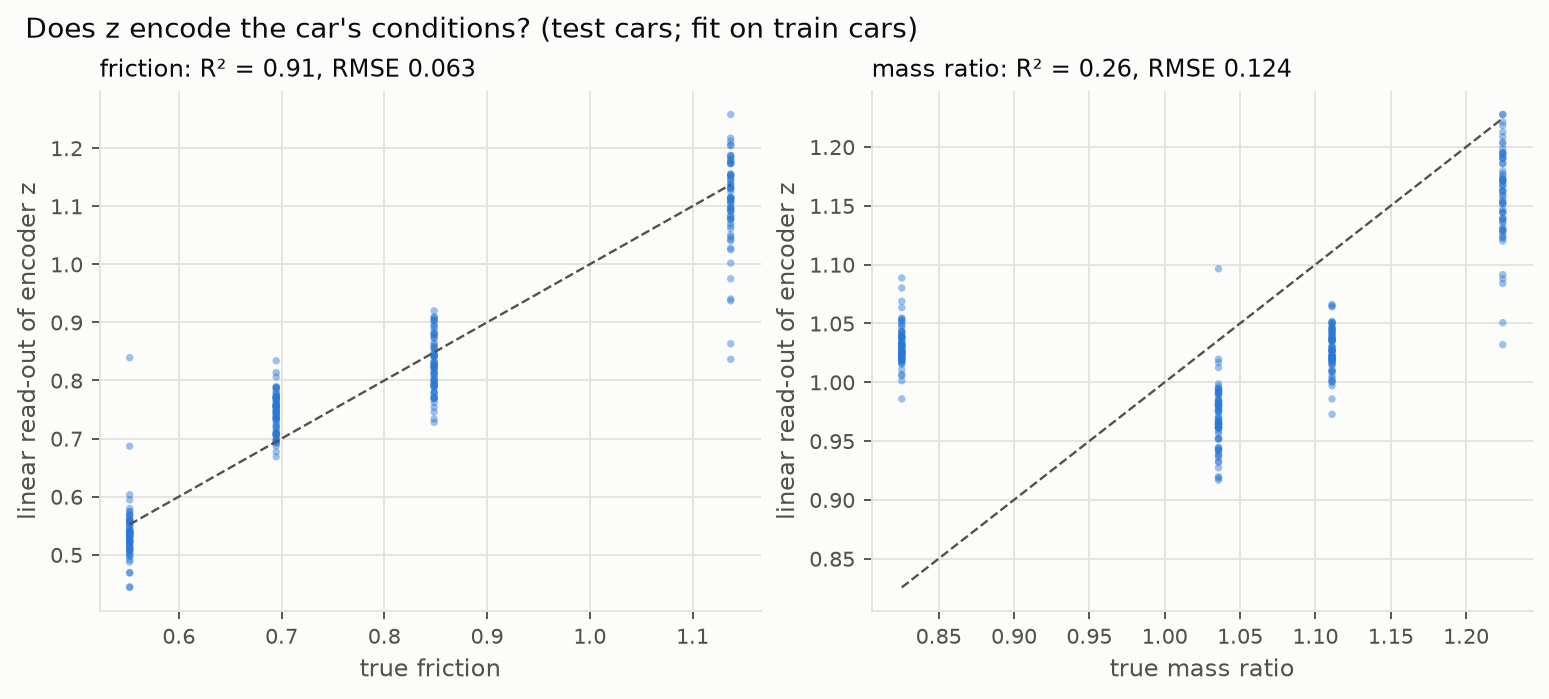 Does z encode the car's conditions? (test cars; fit on train cars)
friction: R² = 0.91, RMSE 0.063
linear read-out of encoder z
1.2
1.1
1.0
0.9
0.8
0.7
0.6
0.5
0.6 0.7 0.8 0.9 1.0 1.1
true friction
mass ratio: R² = 0.26, RMSE 0.124
linear read-out of encoder z
1.20
1.15
1.10
1.05
1.00
0.95
0.90
0.85
0.85 0.90 0.95 1.00 1.05 1.10 1.15 1.20
true mass ratio